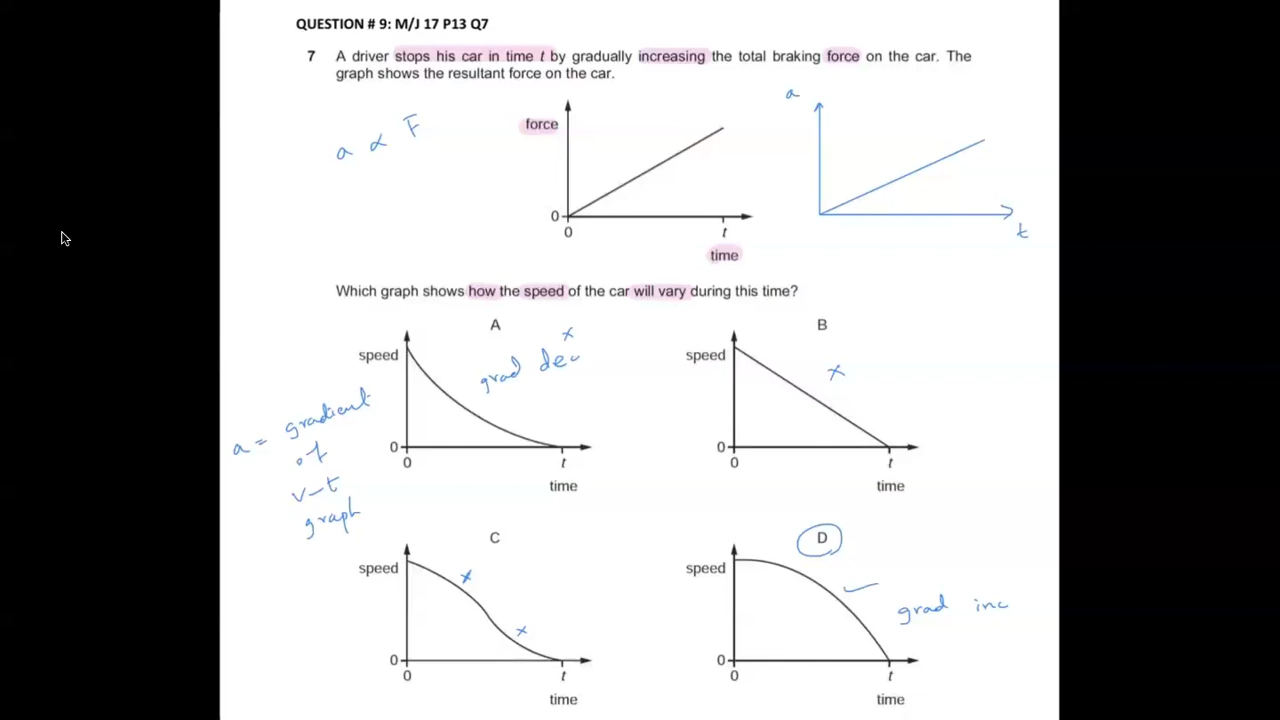 QUESTION # 9: M/J 17 P13 Q7
7 A driver stops his car in time t by gradually increasing the total braking force on the car. The
graph shows the resultant force on the car.
a ∝ F
force
0
0
t
time
a
t
Which graph shows how the speed of the car will vary during this time?
A
speed
0
0
t
time
grad dec
x
B
speed
0
0
t
time
x
a = gradient
of
v-t
graph
C
speed
0
0
t
time
x
x
D
speed
0
0
t
time
grad inc